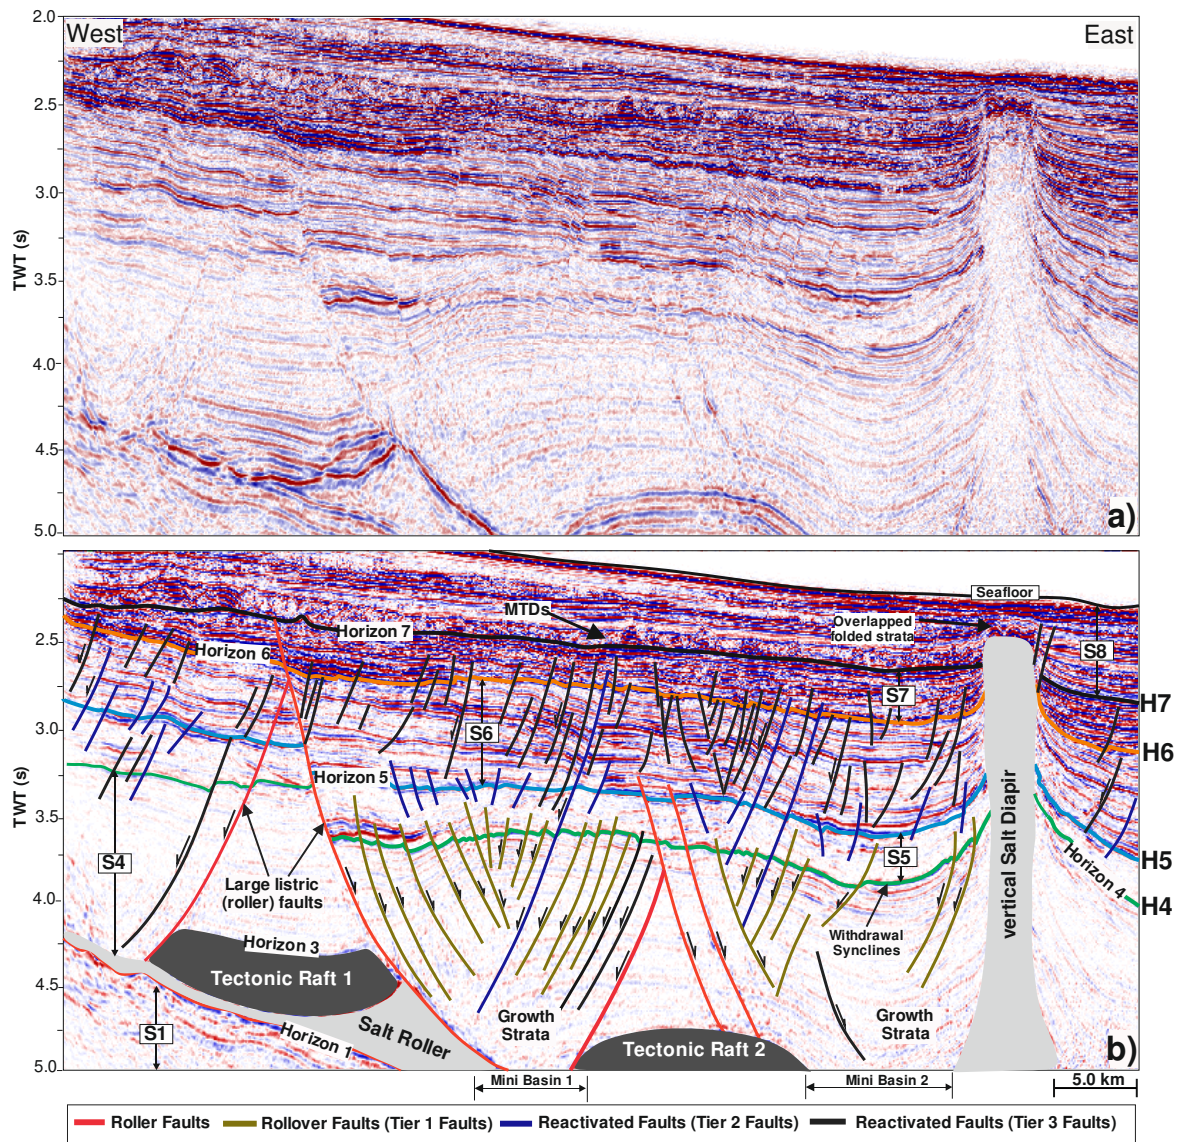 West
East
2.0
2.5
3.0
3.5
4.0
4.5
5.0
TWT (s)
a)
Seafloor
MTDs
Overlapped
folded strata
Horizon 7
S8
Horizon 6
S7
H7
S6
H6
Horizon 5
S4
S5
Large listric
(roller) faults
Horizon 4
H5
H4
Withdrawal
Synclines
vertical Salt Diapir
Horizon 3
Tectonic Raft 1
S1
Horizon 1
Salt Roller
Growth
Strata
Growth
Strata
Tectonic Raft 2
b)
2.5
3.0
3.5
4.0
4.5
5.0
TWT (s)
Mini Basin 1
Mini Basin 2
5.0 km
Roller Faults
Rollover Faults (Tier 1 Faults)
Reactivated Faults (Tier 2 Faults)
Reactivated Faults (Tier 3 Faults)